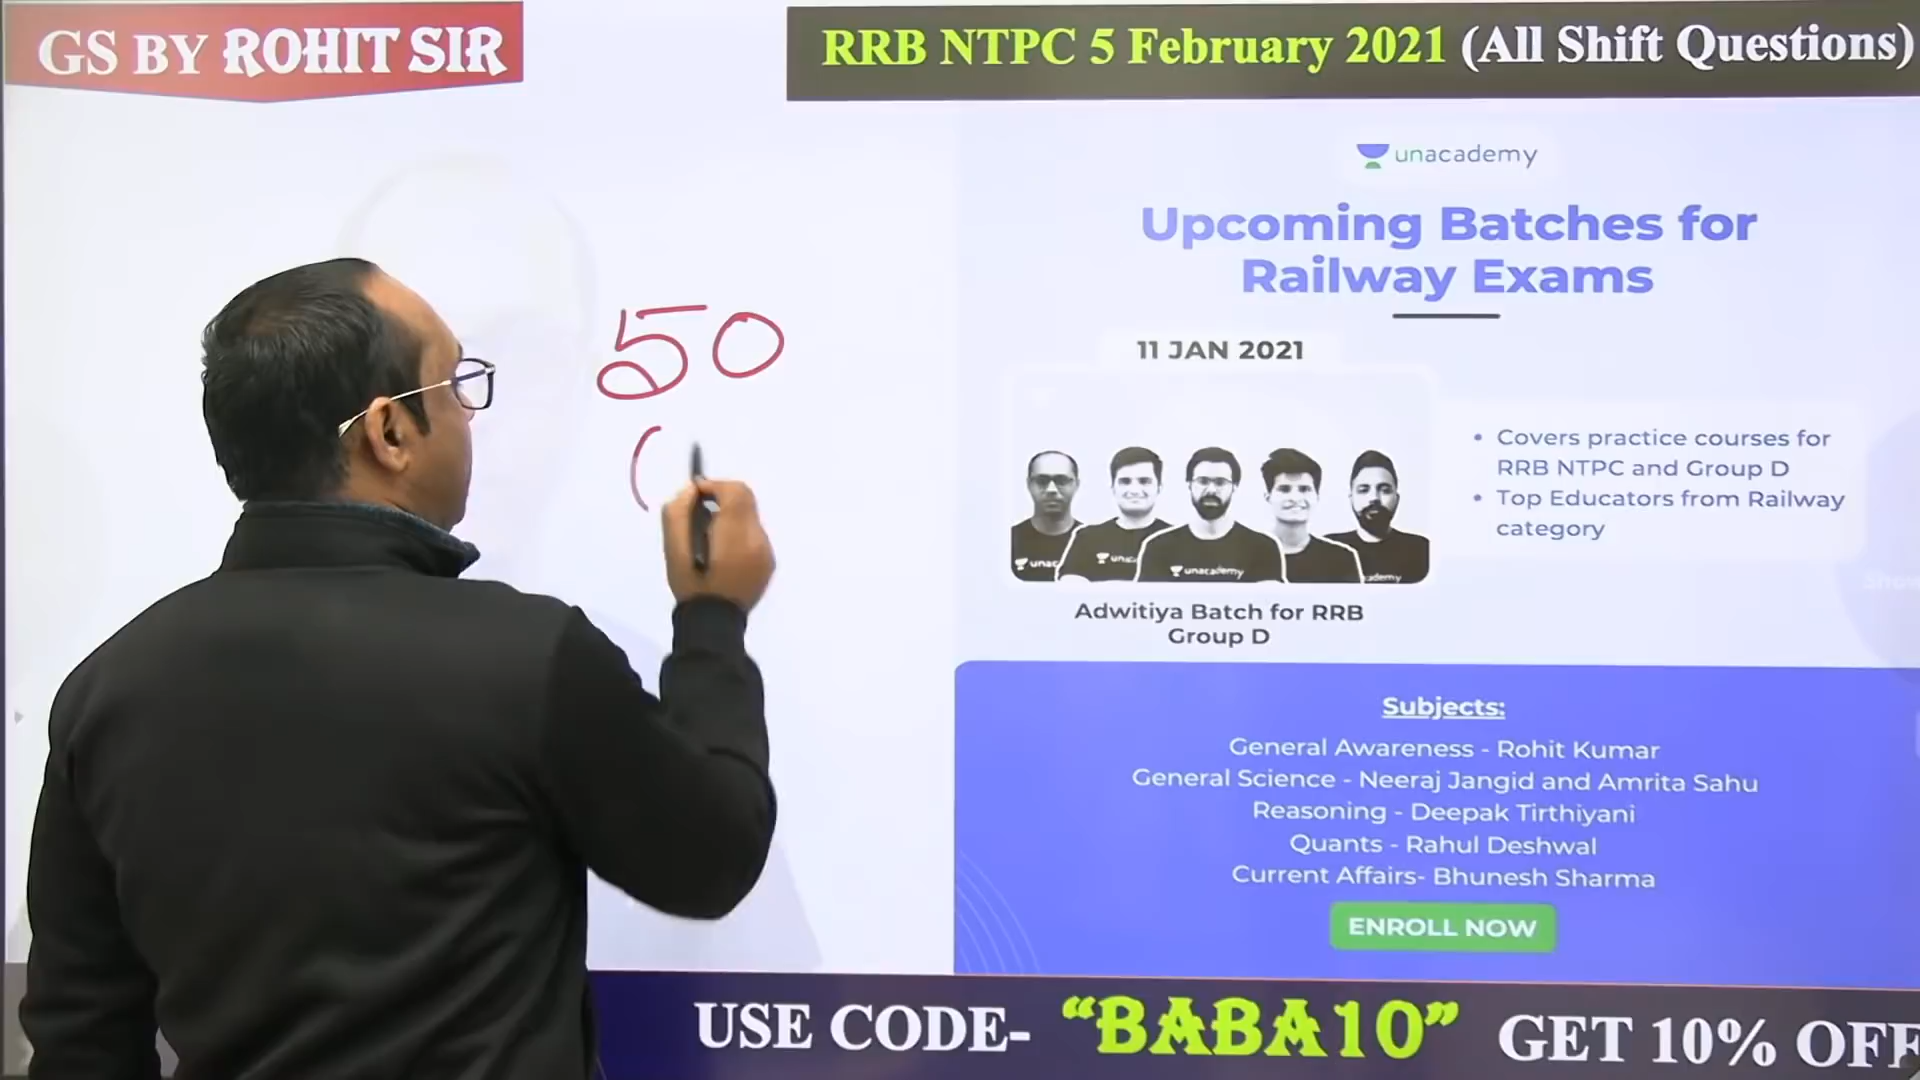 GS BY ROHIT SIR
RRB NTPC 5 February 2021 (All Shift Questions)
unacademy
Upcoming Batches for
Railway Exams
11 JAN 2021
50
(
unacademy
• Covers practice courses for
RRB NTPC and Group D
• Top Educators from Railway
category
Adwitiya Batch for RRB
Group D
Subjects:
General Awareness - Rohit Kumar
General Science - Neeraj Jangid and Amrita Sahu
Reasoning - Deepak Tirthiyani
Quants - Rahul Deshwal
Current Affairs- Bhunesh Sharma
ENROLL NOW
USE CODE- “BABA10” GET 10% OFF